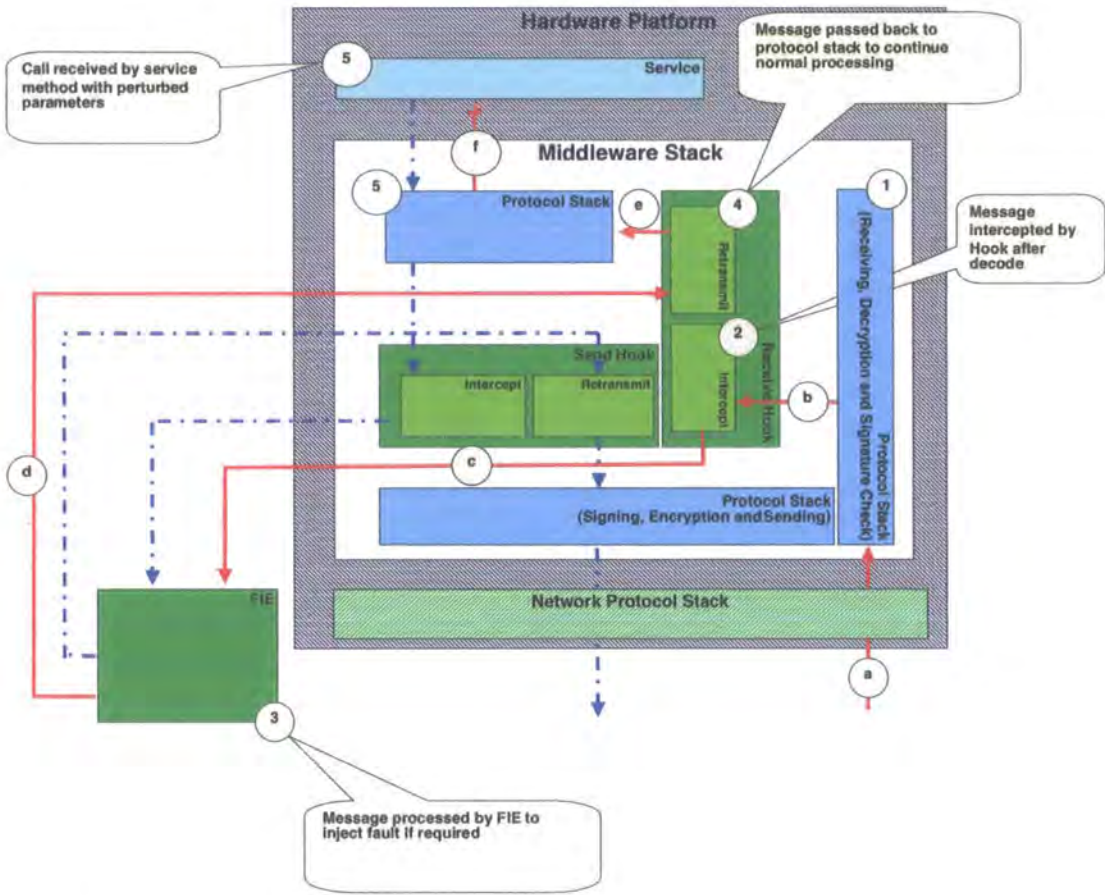 Hardware Platform
Message passed back to
protocol stack to continue
normal processing
Call received by service
method with perturbed
parameters
5
Service
f
Middleware Stack
5
Protocol Stack
e
4
Retransmit
1
Protocol Stack
(Receiving, Decryption and Signature Check)
Message
intercepted by
Hook after
decode
2
Intercept
Receive Hook
b
Send Hook
Intercept
Retransmit
c
d
Protocol Stack
(Signing, Encryption and Sending)
FIE
Network Protocol Stack
a
3
Message processed by FIE to
inject fault if required